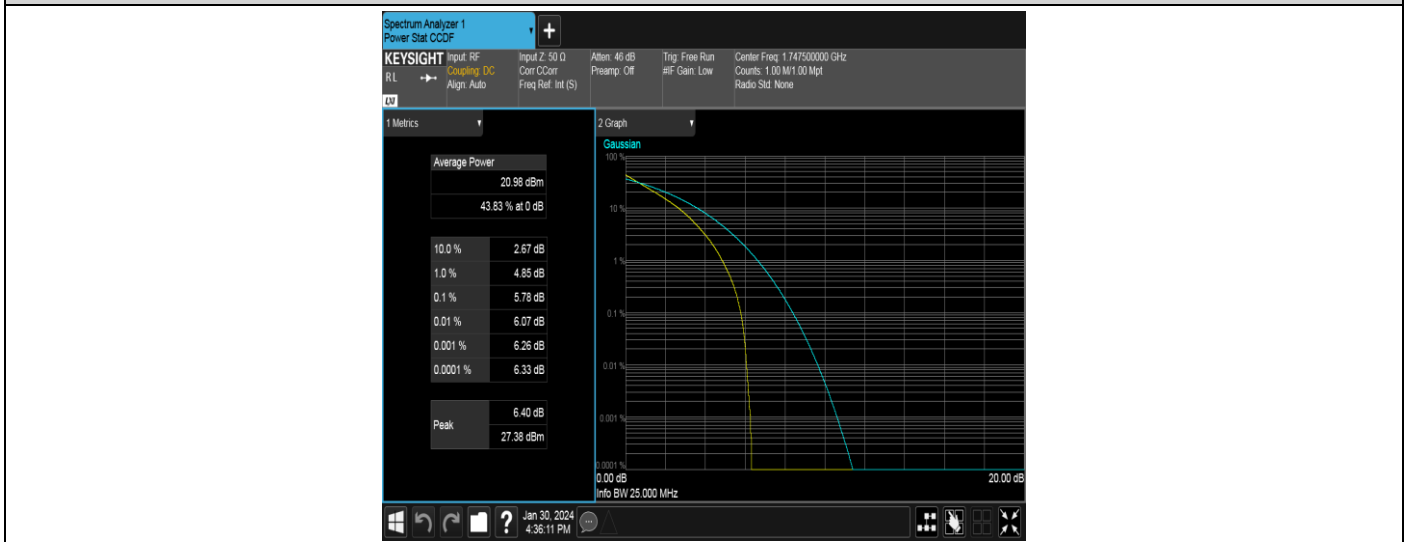 Spectrum Analyzer 1
Power Stat CCDF
+
KEYSIGHT
RL
LXI
Input: RF
Coupling: DC
Align: Auto
Input Z: 50 Ω
Corr CCorr
Freq Ref: Int (S)
Atten: 46 dB
Preamp: Off
Trig: Free Run
#IF Gain: Low
Center Freq: 1.747500000 GHz
Counts: 1.00 M/1.00 Mpt
Radio Std: None
1 Metrics
Average Power
20.98 dBm
43.83 % at 0 dB
10.0 % 2.67 dB
1.0 % 4.85 dB
0.1 % 5.78 dB
0.01 % 6.07 dB
0.001 % 6.26 dB
0.0001 % 6.33 dB
Peak
6.40 dB
27.38 dBm
2 Graph
Gaussian
100 %
10 %
1 %
0.1 %
0.01 %
0.001 %
0.0001 %
0.00 dB 20.00 dB
Info BW 25.000 MHz
?
Jan 30, 2024
4:36:11 PM